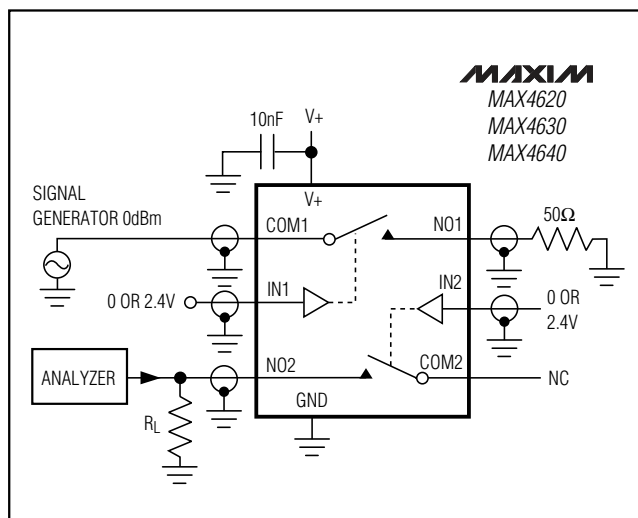 MAXIM
MAX4620
MAX4630
MAX4640
10nF
V+
V+
SIGNAL
GENERATOR 0dBm
COM1
NO1
50Ω
0 OR 2.4V
IN1
IN2
0 OR
2.4V
ANALYZER
NO2
COM2
NC
RL
GND